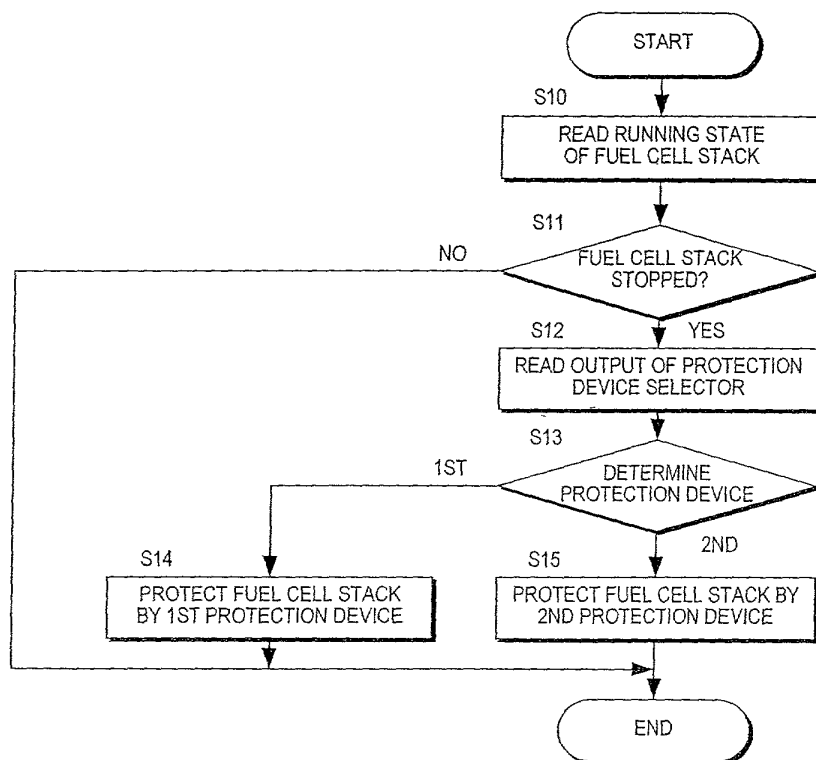 START
S10
READ RUNNING STATE
OF FUEL CELL STACK
S11
NO
FUEL CELL STACK
STOPPED?
S12
YES
READ OUTPUT OF PROTECTION
DEVICE SELECTOR
S13
1ST
DETERMINE
PROTECTION DEVICE
2ND
S14
PROTECT FUEL CELL STACK
BY 1ST PROTECTION DEVICE
S15
PROTECT FUEL CELL STACK BY
2ND PROTECTION DEVICE
END